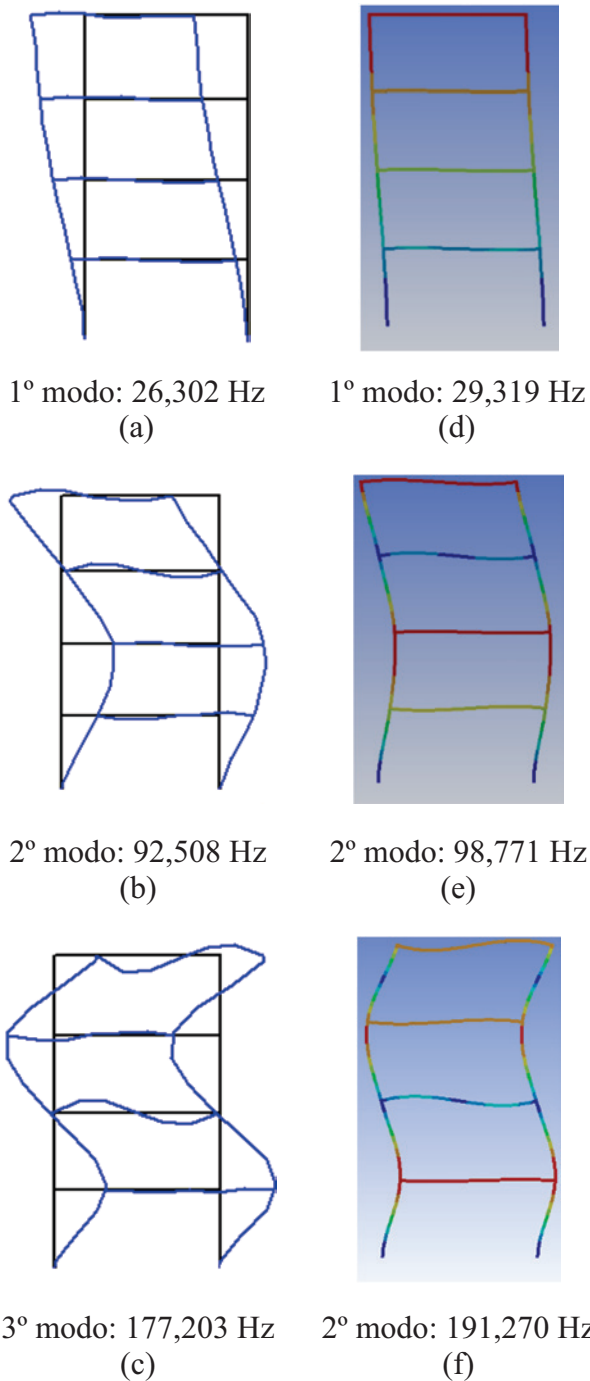 1º modo: 26,302 Hz
(a)
1º modo: 29,319 Hz
(d)
2º modo: 92,508 Hz
(b)
2º modo: 98,771 Hz
(e)
3º modo: 177,203 Hz
(c)
2º modo: 191,270 Hz
(f)